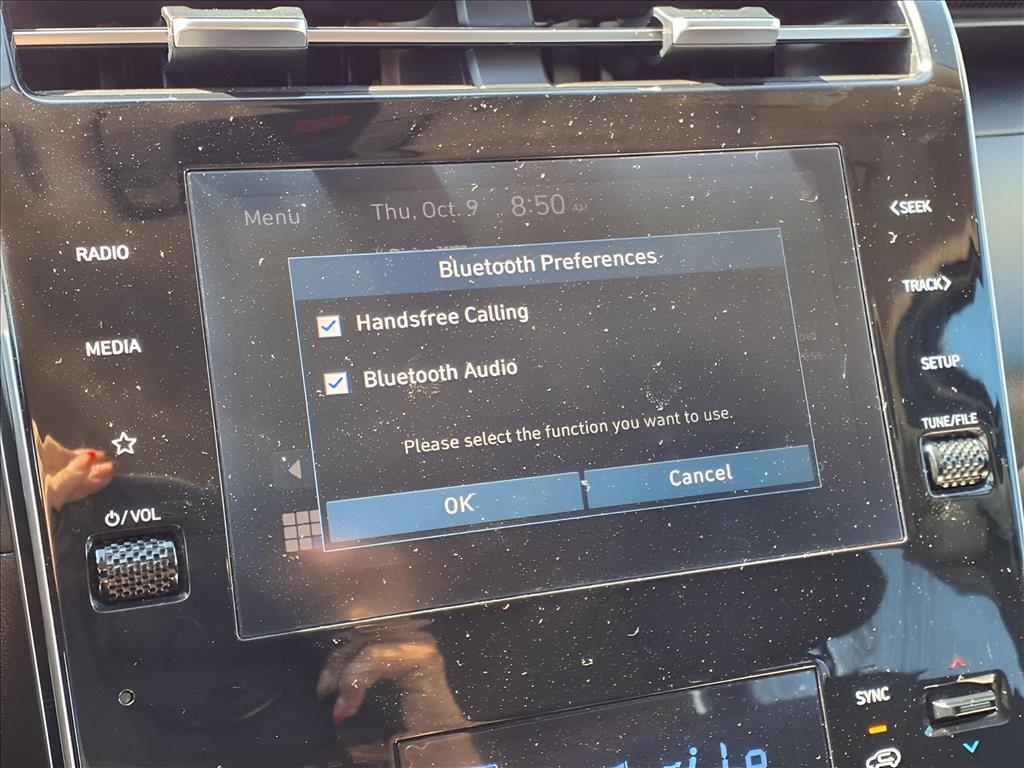 Menu Thu, Oct. 9 8:50 AM
<SEEK
RADIO
Bluetooth Preferences
TRACK>
Handsfree Calling
MEDIA
Bluetooth Audio
SETUP
Please select the function you want to use.
TUNE/FILE
OK Cancel
/ VOL
SYNC